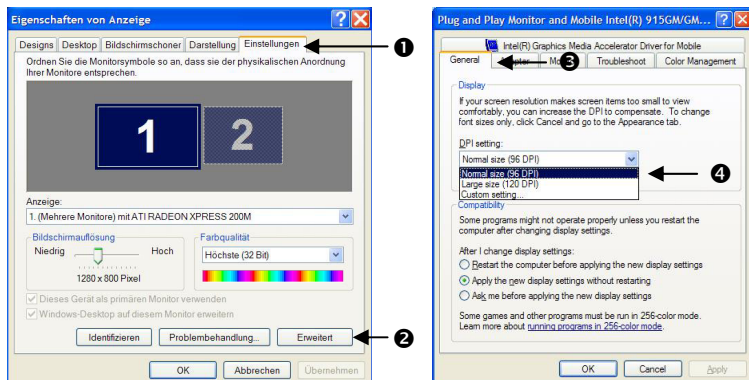 Eigenschaften von Anzeige
Designs Desktop Bildschirmschoner Darstellung Einstellungen
❶
Ordnen Sie die Monitorsymbole so an, dass sie der physikalischen Anordnung
Ihrer Monitore entsprechen.
1 2
Anzeige:
1. (Mehrere Monitore) mit ATI RADEON XPRESS 200M
Bildschirmauflösung
Niedrig Hoch
1280 x 800 Pixel
Farbqualität
Höchste (32 Bit)
Dieses Gerät als primären Monitor verwenden
Windows-Desktop auf diesem Monitor erweitern
Identifizieren Problembehandlung... Erweitert
❷
OK Abbrechen Übernehmen
Plug and Play Monitor and Mobile Intel(R) 915GM/GM...
Intel(R) Graphics Media Accelerator Driver for Mobile
General Troubleshoot Color Management
❸
Display
If your screen resolution makes screen items too small to view
comfortably, you can increase the DPI to compensate. To change
font sizes only, click Cancel and go to the Appearance tab.
DPI setting:
Normal size (96 DPI)
Normal size (96 DPI)
Large size (120 DPI)
Custom setting...
❹
Compatibility
Some programs might not operate properly unless you restart the
computer after changing display settings.
After I change display settings:
Restart the computer before applying the new display settings
Apply the new display settings without restarting
Ask me before applying the new display settings
Some games and other programs must be run in 256-color mode.
Learn more about running programs in 256-color mode.
OK Cancel Apply